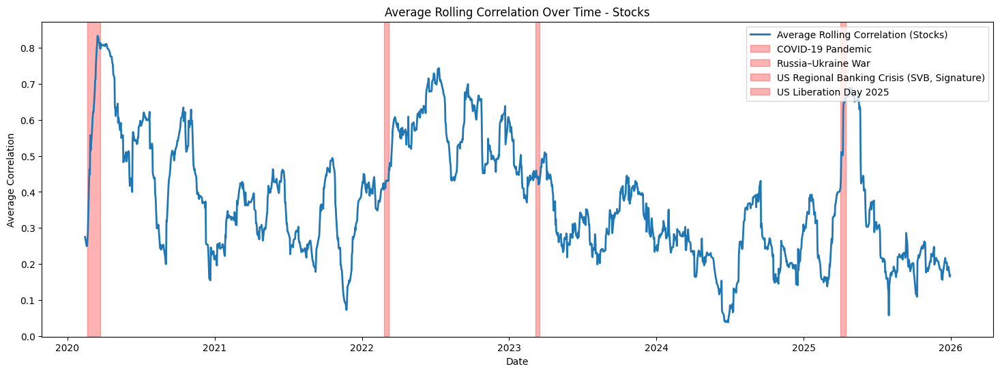 Average Rolling Correlation Over Time - Stocks
Average Rolling Correlation (Stocks)
COVID-19 Pandemic
Russia–Ukraine War
US Regional Banking Crisis (SVB, Signature)
US Liberation Day 2025
Average Correlation
0.8
0.7
0.6
0.5
0.4
0.3
0.2
0.1
0.0
2020 2021 2022 2023 2024 2025 2026
Date